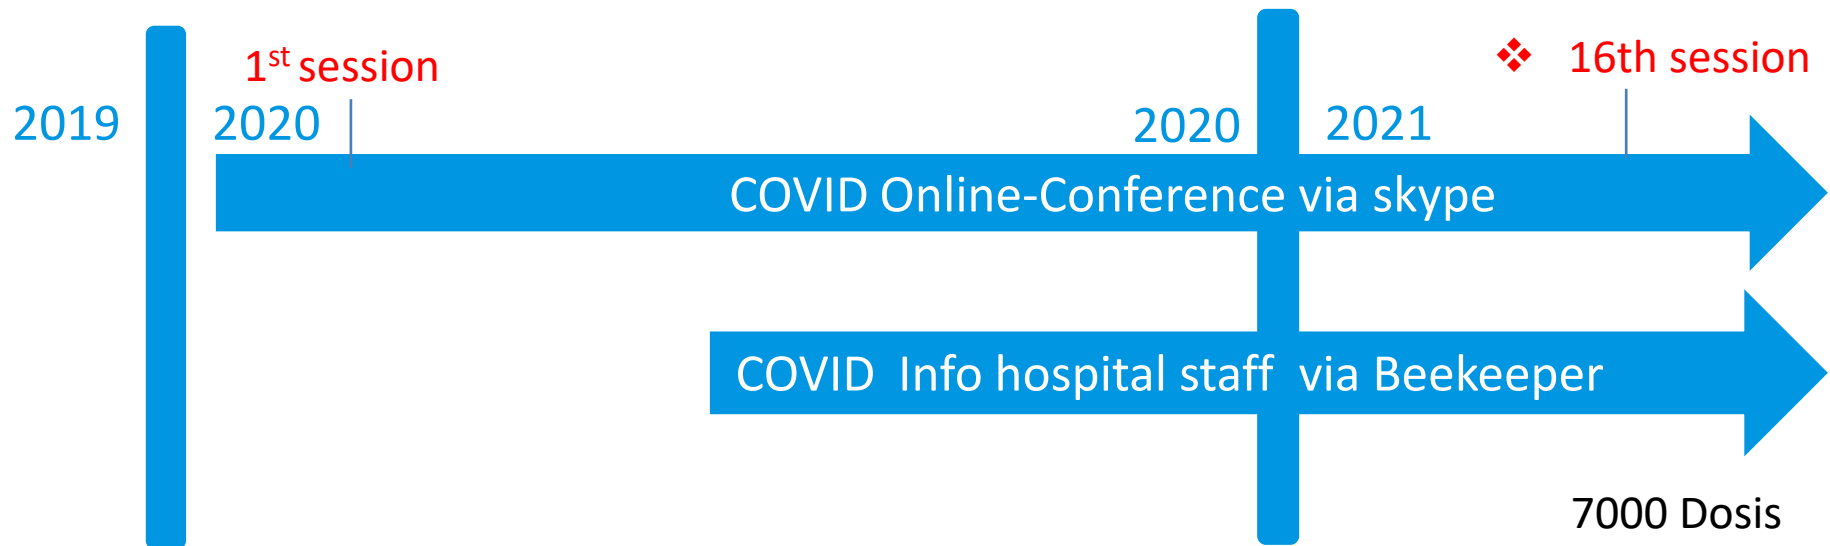 1st session
❖ 16th session
2019
2020
2020
2021
COVID Online-Conference via skype
COVID Info hospital staff via Beekeeper
7000 Dosis